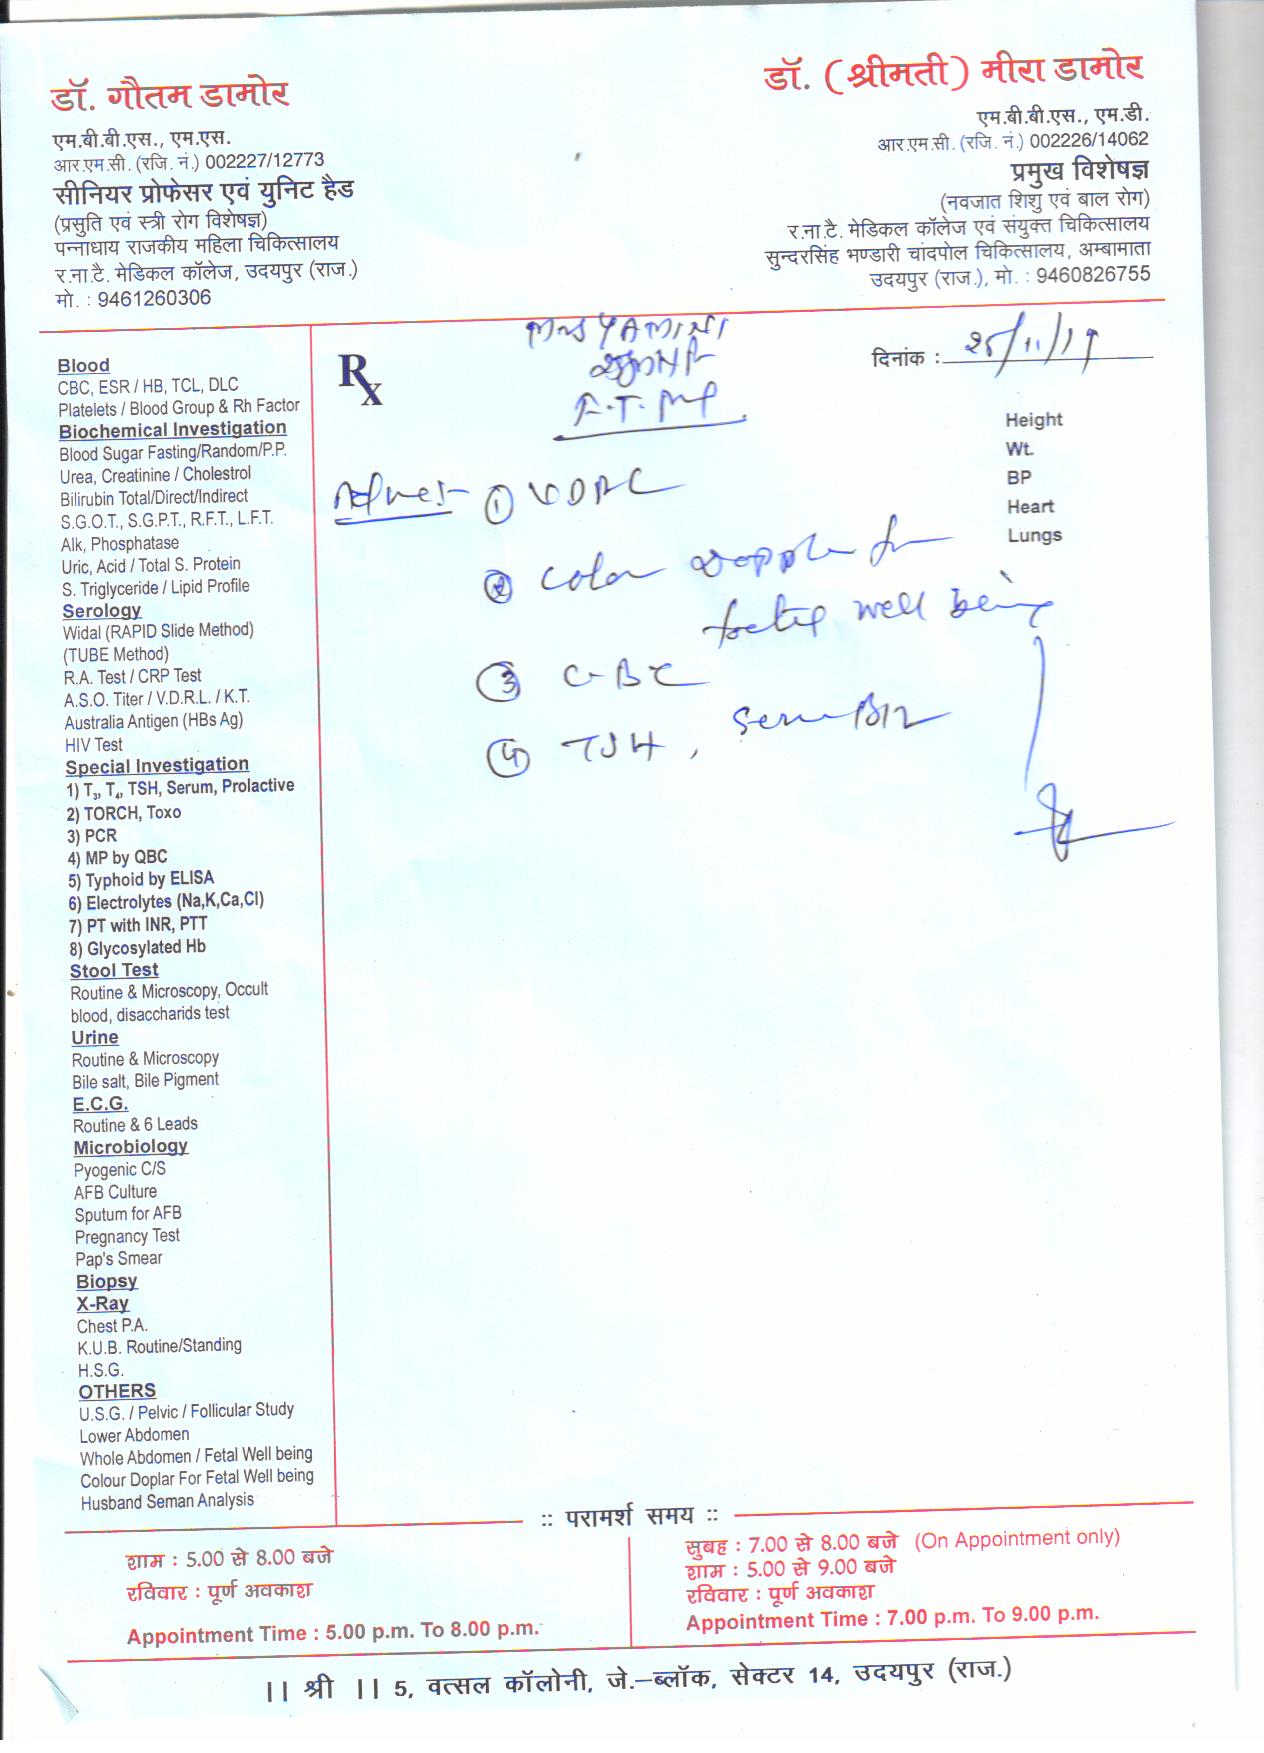 डॉ. गौतम डामोर
एम.बी.बी.एस., एम.एस.
आर.एम.सी. (रजि. नं.) 002227/12773
सीनियर प्रोफेसर एवं युनिट हैड
(प्रसुति एवं स्त्री रोग विशेषज्ञ)
पन्नाधाय राजकीय महिला चिकित्सालय
र.ना.टै. मेडिकल कॉलेज, उदयपुर (राज.)
मो. : 9461260306
डॉ. (श्रीमती) मीरा डामोर
एम.बी.बी.एस., एम.डी.
आर.एम.सी. (रजि. नं.) 002226/14062
प्रमुख विशेषज्ञ
(नवजात शिशु एवं बाल रोग)
र.ना.टै. मेडिकल कॉलेज एवं संयुक्त चिकित्सालय
सुन्दरसिंह भण्डारी चांदपोल चिकित्सालय, अम्बामाता
उदयपुर (राज.), मो. : 9460826755
Blood
CBC, ESR / HB, TCL, DLC
Platelets / Blood Group & Rh Factor
Biochemical Investigation
Blood Sugar Fasting/Random/P.P.
Urea, Creatinine / Cholestrol
Bilirubin Total/Direct/Indirect
S.G.O.T., S.G.P.T., R.F.T., L.F.T.
Alk, Phosphatase
Uric, Acid / Total S. Protein
S. Triglyceride / Lipid Profile
Serology
Widal (RAPID Slide Method)
(TUBE Method)
R.A. Test / CRP Test
A.S.O. Titer / V.D.R.L. / K.T.
Australia Antigen (HBs Ag)
HIV Test
Special Investigation
1) T3, T4, TSH, Serum, Prolactive
2) TORCH, Toxo
3) PCR
4) MP by QBC
5) Typhoid by ELISA
6) Electrolytes (Na,K,Ca,Cl)
7) PT with INR, PTT
8) Glycosylated Hb
Stool Test
Routine & Microscopy, Occult
blood, disaccharids test
Urine
Routine & Microscopy
Bile salt, Bile Pigment
E.C.G.
Routine & 6 Leads
Microbiology
Pyogenic C/S
AFB Culture
Sputum for AFB
Pregnancy Test
Pap's Smear
Biopsy
X-Ray
Chest P.A.
K.U.B. Routine/Standing
H.S.G.
OTHERS
U.S.G. / Pelvic / Follicular Study
Lower Abdomen
Whole Abdomen / Fetal Well being
Colour Doplar For Fetal Well being
Husband Seman Analysis
Rx
Mrs YAMINI
दिनांक :
Height
Wt.
BP
Heart
Lungs
①
② Color Doppler for
foetal well being
③ CBC
④ TSH, Serum B12
:: परामर्श समय ::
शाम : 5.00 से 8.00 बजे
रविवार : पूर्ण अवकाश
Appointment Time : 5.00 p.m. To 8.00 p.m.
सुबह : 7.00 से 8.00 बजे (On Appointment only)
शाम : 5.00 से 9.00 बजे
रविवार : पूर्ण अवकाश
Appointment Time : 7.00 p.m. To 9.00 p.m.
|| श्री || 5, वत्सल कॉलोनी, जे.–ब्लॉक, सेक्टर 14, उदयपुर (राज.)